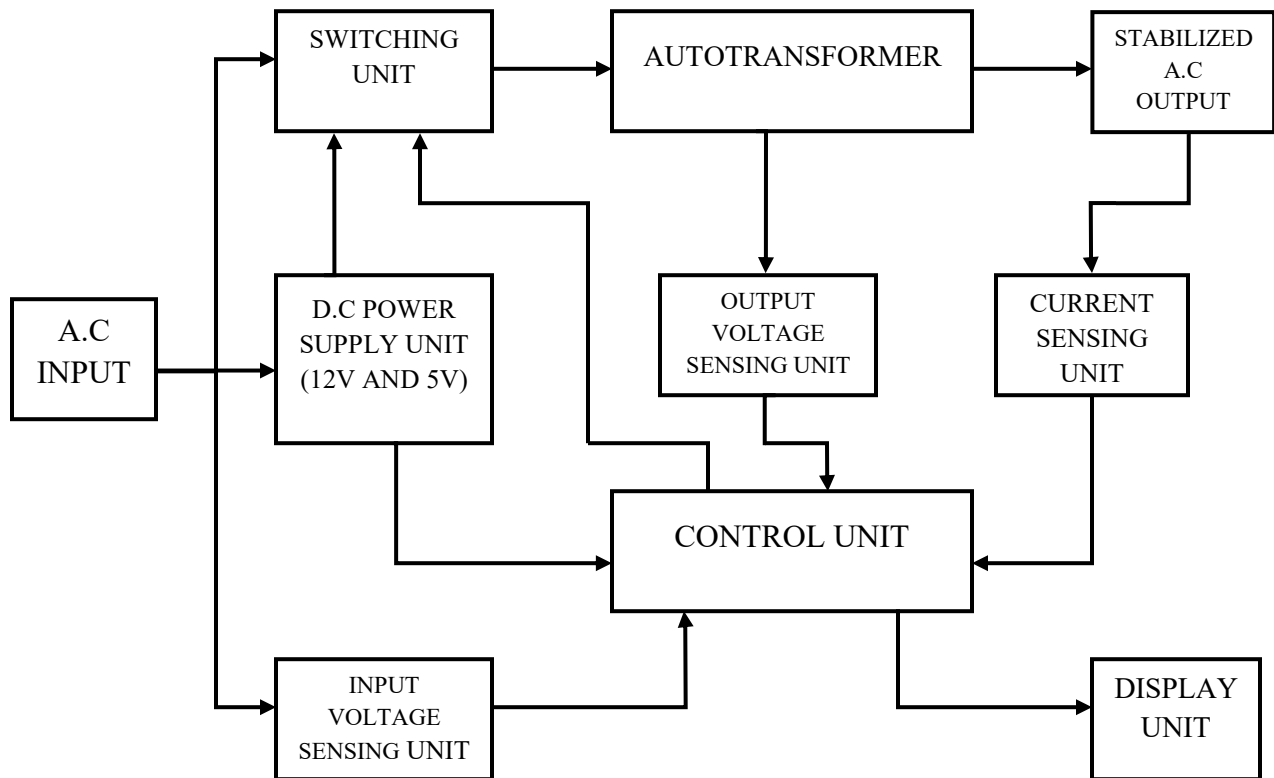 SWITCHING
UNIT
AUTOTRANSFORMER
STABILIZED
A.C
OUTPUT
A.C
INPUT
D.C POWER
SUPPLY UNIT
(12V AND 5V)
OUTPUT
VOLTAGE
SENSING UNIT
CURRENT
SENSING
UNIT
CONTROL UNIT
INPUT
VOLTAGE
SENSING UNIT
DISPLAY
UNIT